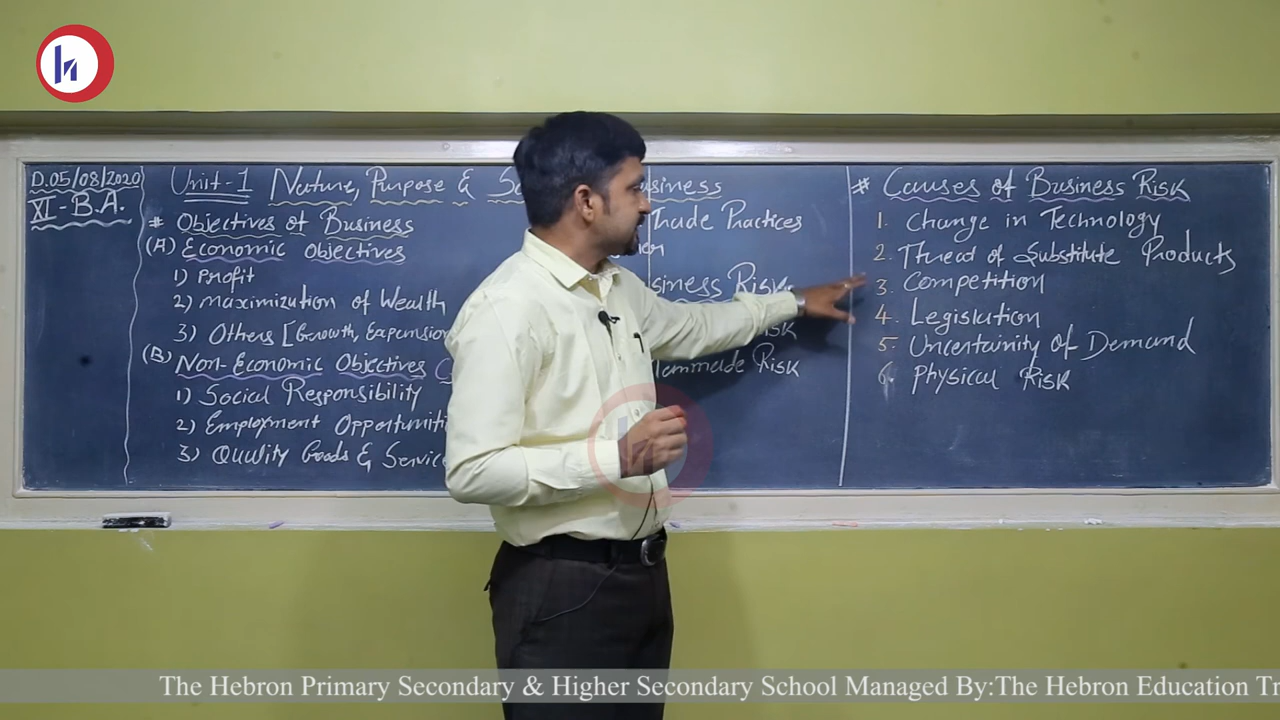 D.05/08/2020
XI - B.A.
Unit-1 Nature, Purpose &
# Objectives of Business
(A) Economic Objectives
1) Profit
2) Maximization of Wealth
3) Others [Growth, Expansion
(B) Non-Economic Objectives
1) Social Responsibility
2) Employment Opportuniti
3) Quality Goods & Service
siness
Trade Practices
siness Risk
Risk
Manmade Risk
# Causes of Business Risk
1. Change in Technology
2. Thread of Substitute Products
3. Competition
4. Legislation
5. Uncertainity of Demand
6. Physical Risk
The Hebron Primary Secondary & Higher Secondary School Managed By:The Hebron Education Tr